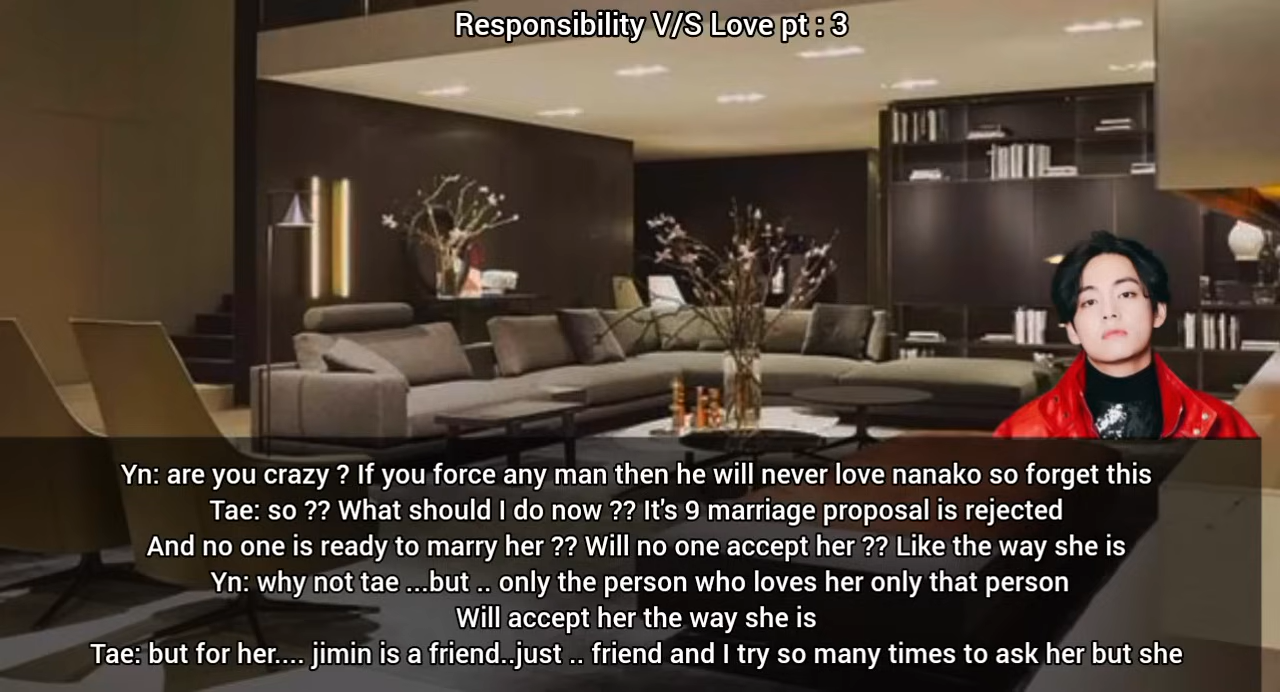 Responsibility V/S Love pt : 3
Yn: are you crazy ? If you force any man then he will never love nanako so forget this
Tae: so ?? What should I do now ?? It's 9 marriage proposal is rejected
And no one is ready to marry her ?? Will no one accept her ?? Like the way she is
Yn: why not tae ...but .. only the person who loves her only that person
Will accept her the way she is
Tae: but for her.... jimin is a friend..just .. friend and I try so many times to ask her but she